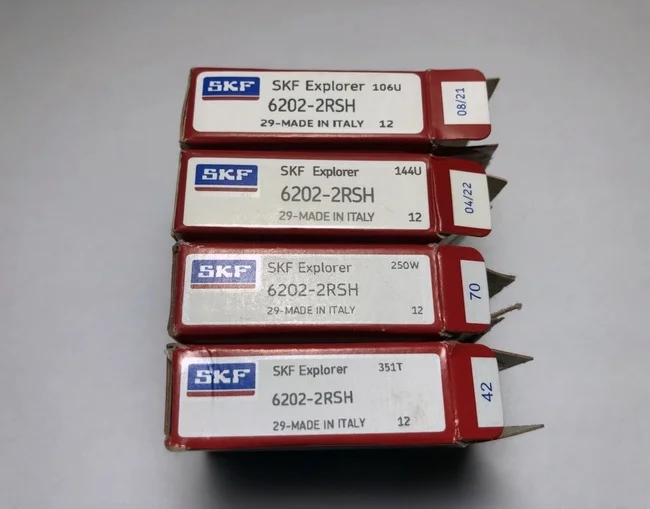 SKF SKF Explorer 106U
6202-2RSH
29-MADE IN ITALY 12
08/21
SKF SKF Explorer 144U
6202-2RSH
29-MADE IN ITALY 12
04/22
SKF SKF Explorer 250W
6202-2RSH
29-MADE IN ITALY 12
70
SKF SKF Explorer 351T
6202-2RSH
29-MADE IN ITALY 12
42